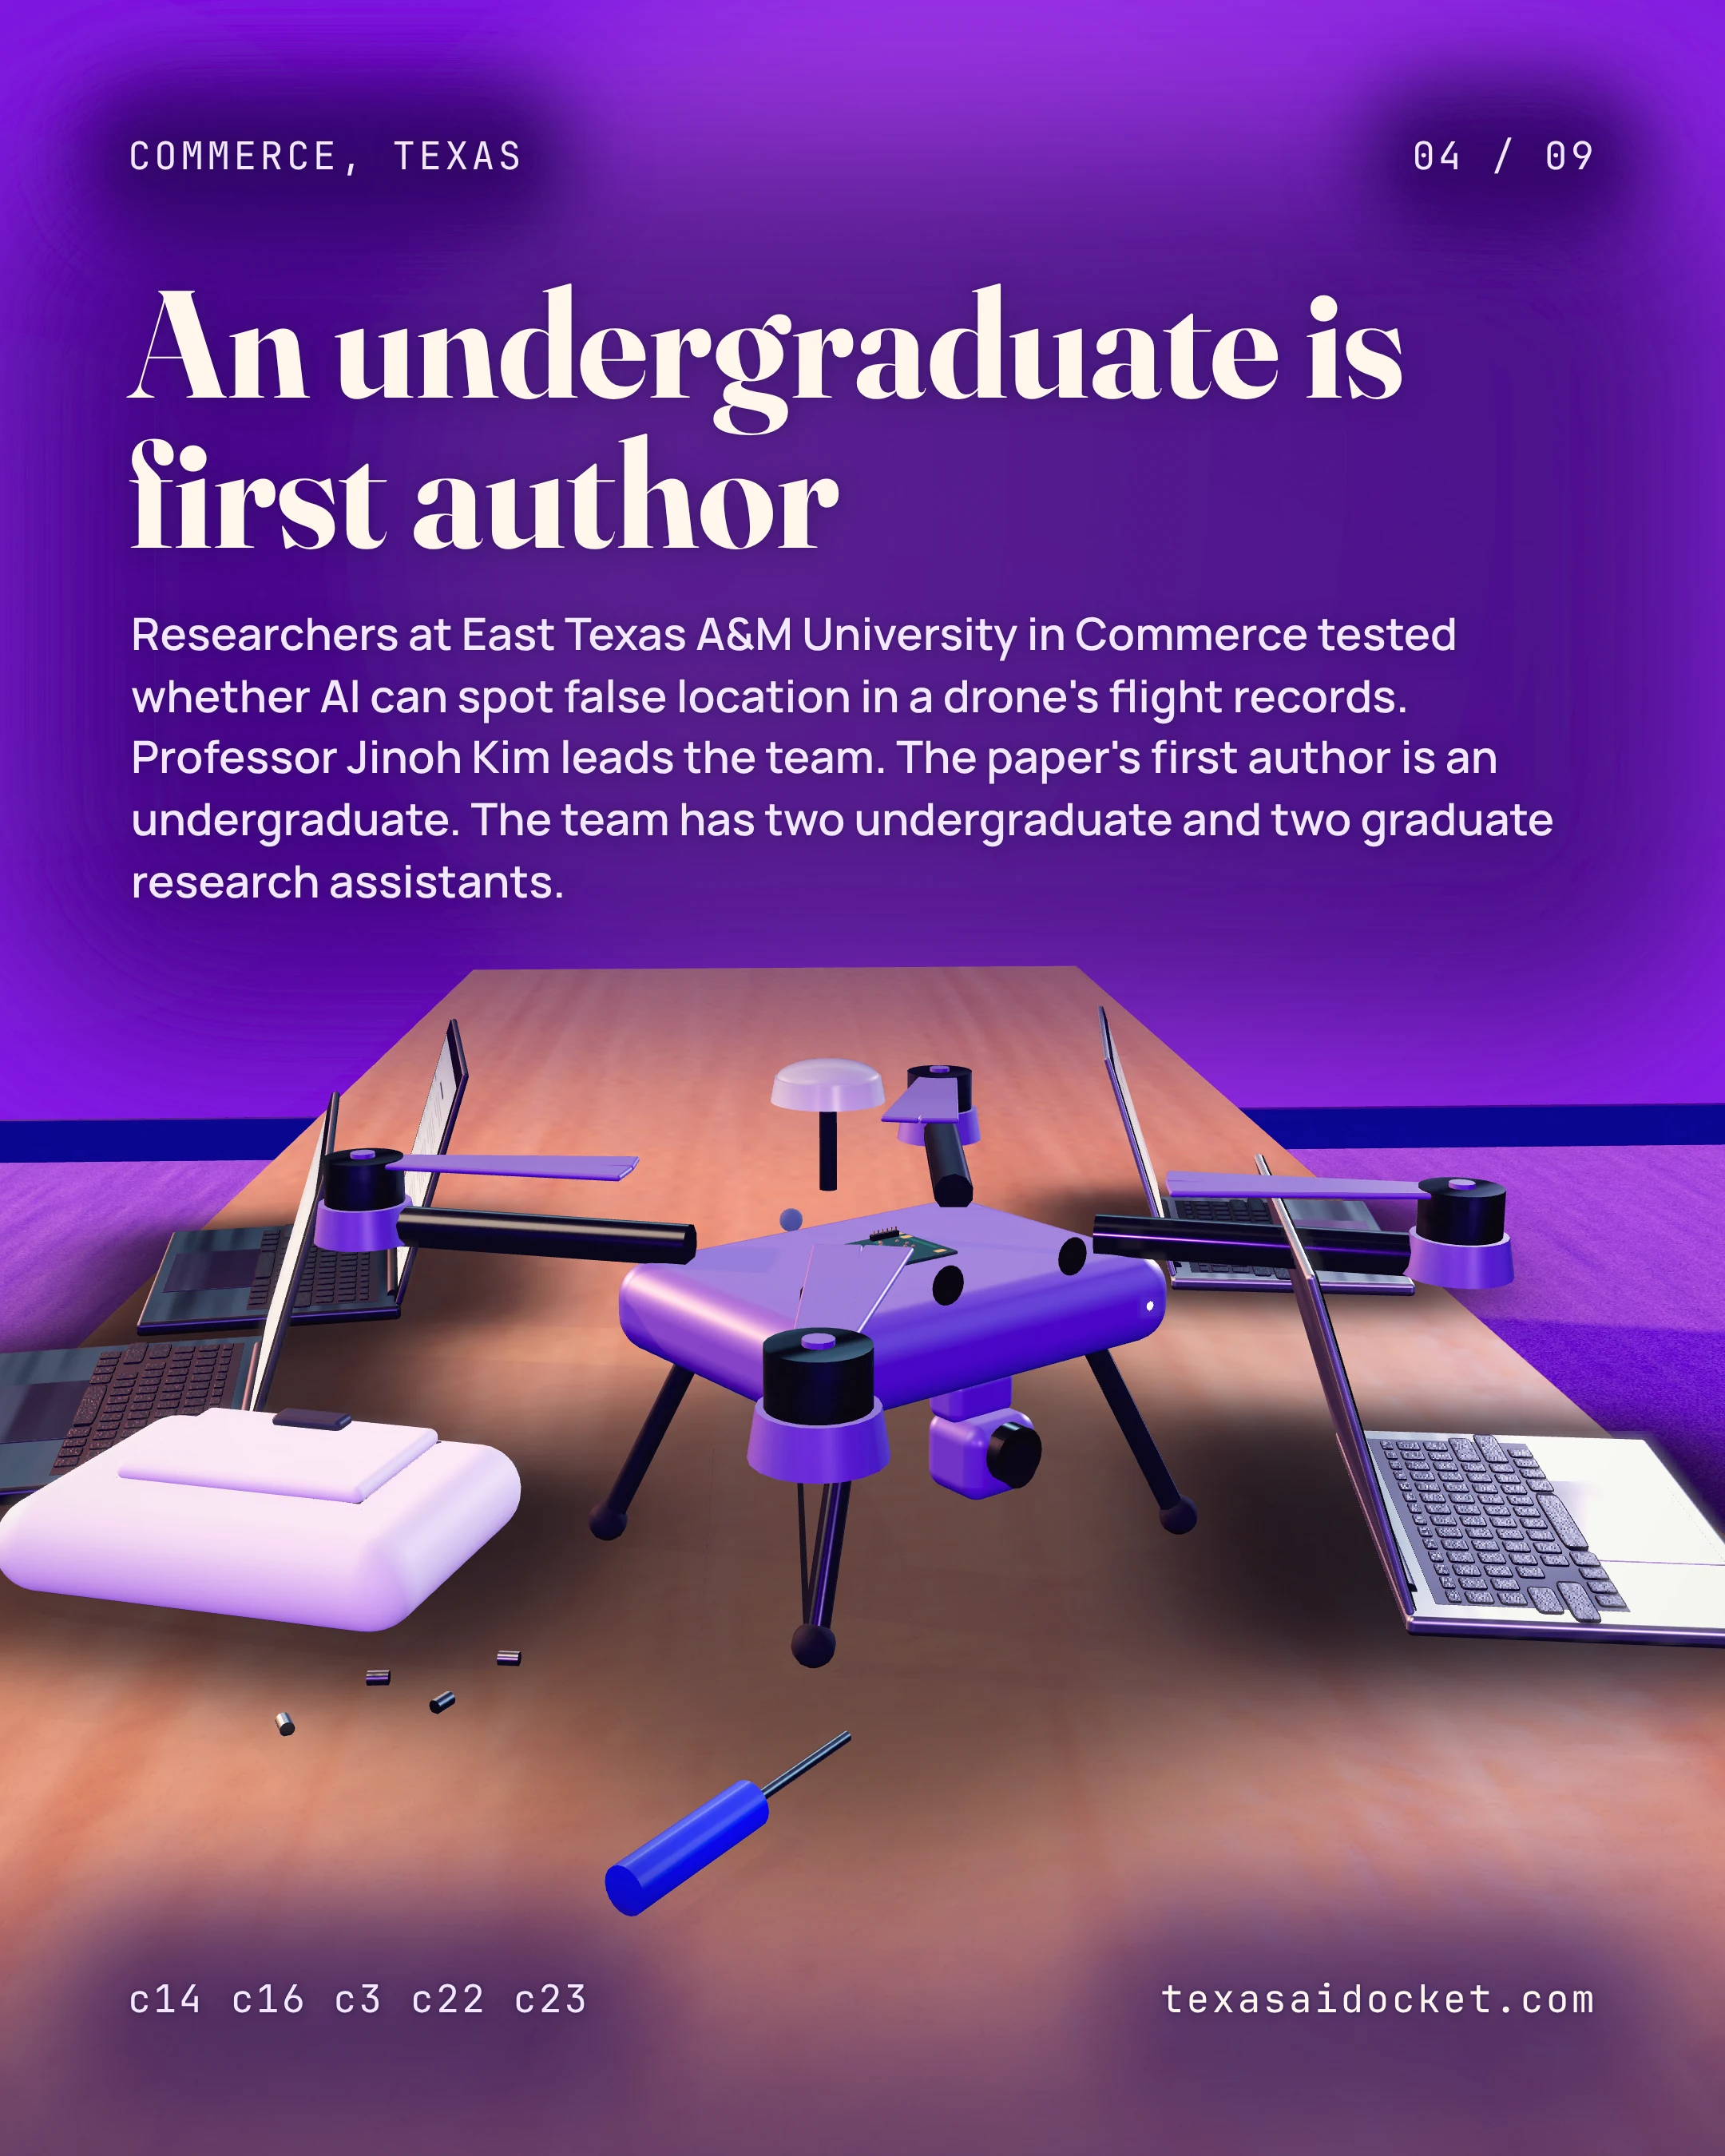 COMMERCE, TEXAS
04 / 09
An undergraduate is
first author
Researchers at East Texas A&M University in Commerce tested
whether AI can spot false location in a drone's flight records.
Professor Jinoh Kim leads the team. The paper's first author is an
undergraduate. The team has two undergraduate and two graduate
research assistants.
c14 c16 c3 c22 c23
texasaidocket.com